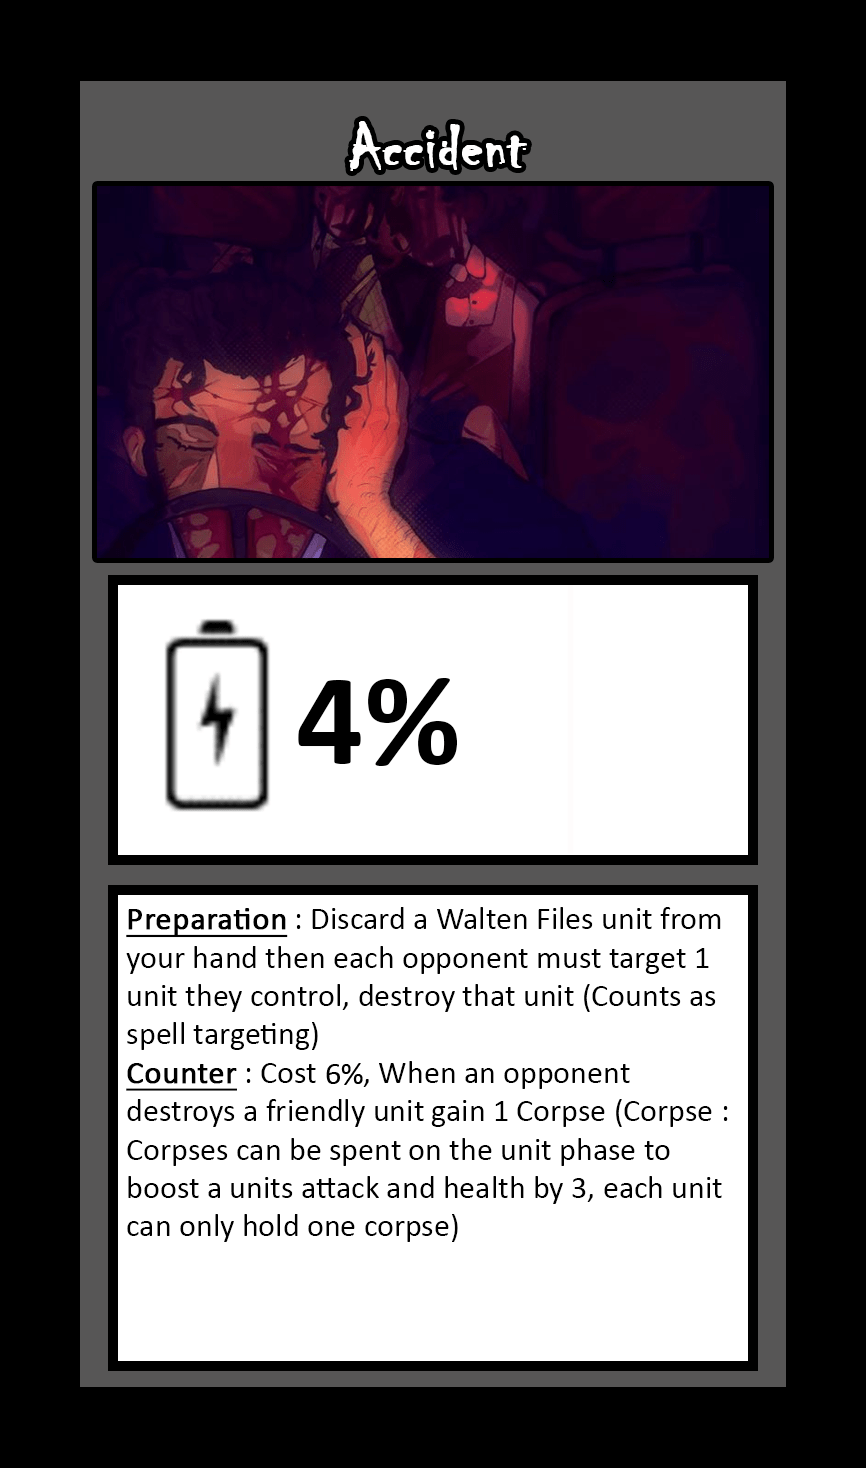 Accident
4%
Preparation : Discard a Walten Files unit from
your hand then each opponent must target 1
unit they control, destroy that unit (Counts as
spell targeting)
Counter : Cost 6%, When an opponent
destroys a friendly unit gain 1 Corpse (Corpse :
Corpses can be spent on the unit phase to
boost a units attack and health by 3, each unit
can only hold one corpse)